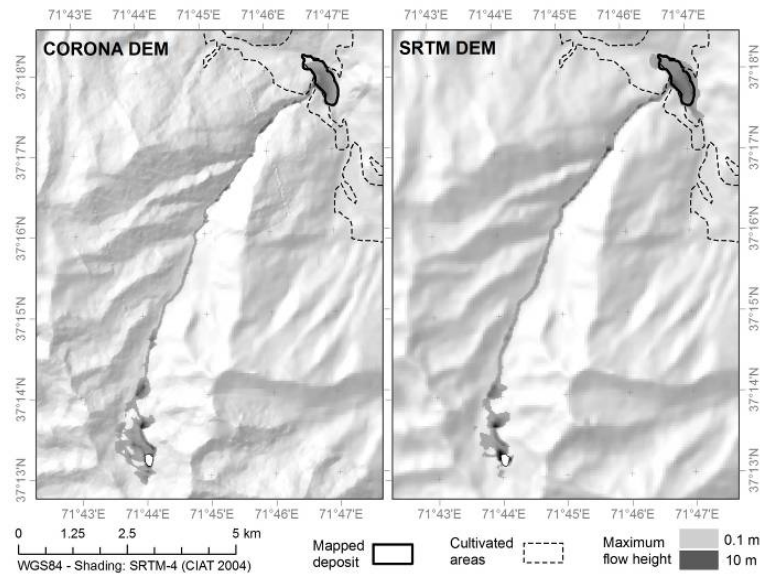 71°43'E 71°44'E 71°45'E 71°46'E 71°47'E 71°43'E 71°44'E 71°45'E 71°46'E 71°47'E
CORONA DEM
SRTM DEM
37°18'N 37°18'N
37°17'N 37°17'N
37°16'N 37°16'N
37°15'N 37°15'N
37°14'N 37°14'N
37°13'N 37°13'N
71°43'E 71°44'E 71°45'E 71°46'E 71°47'E 71°43'E 71°44'E 71°45'E 71°46'E 71°47'E
0 1.25 2.5 5 km
WGS84 - Shading: SRTM-4 (CIAT 2004)
Mapped
deposit
Cultivated
areas
Maximum
flow height
0.1 m
10 m